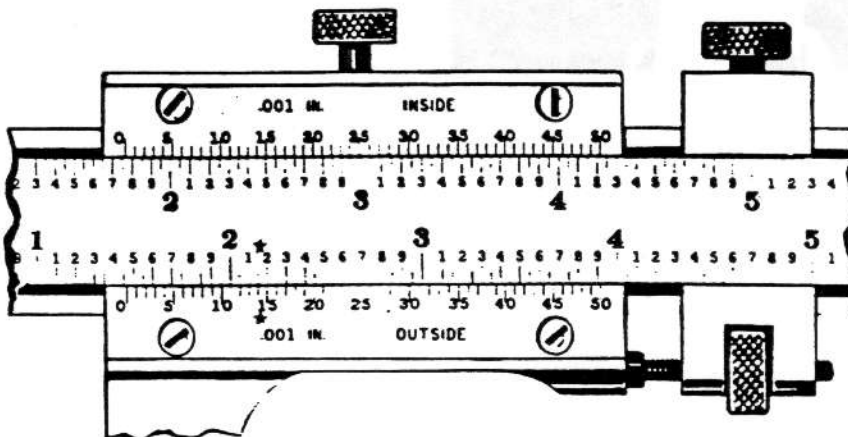 .001 IN. INSIDE
0 5 10 15 20 25 30 35 40 45 50
2 3 4 5 6 7 8 9 1 2 3 4 5 6 7 8 1 2 3 4 5 6 7 8 9 1 2 3 4 5 6 7 8 9 1 2 3 4
2 3 4 5
1 2 3 4 5
1 2 3 4 5 6 7 8 9 1 2 3 4 5 6 7 8 9 1 2 3 4 5 6 7 8 9 1 2 3 4 5 6 7 8 9 1
0 5 10 15 20 25 30 35 40 45 50
.001 IN. OUTSIDE